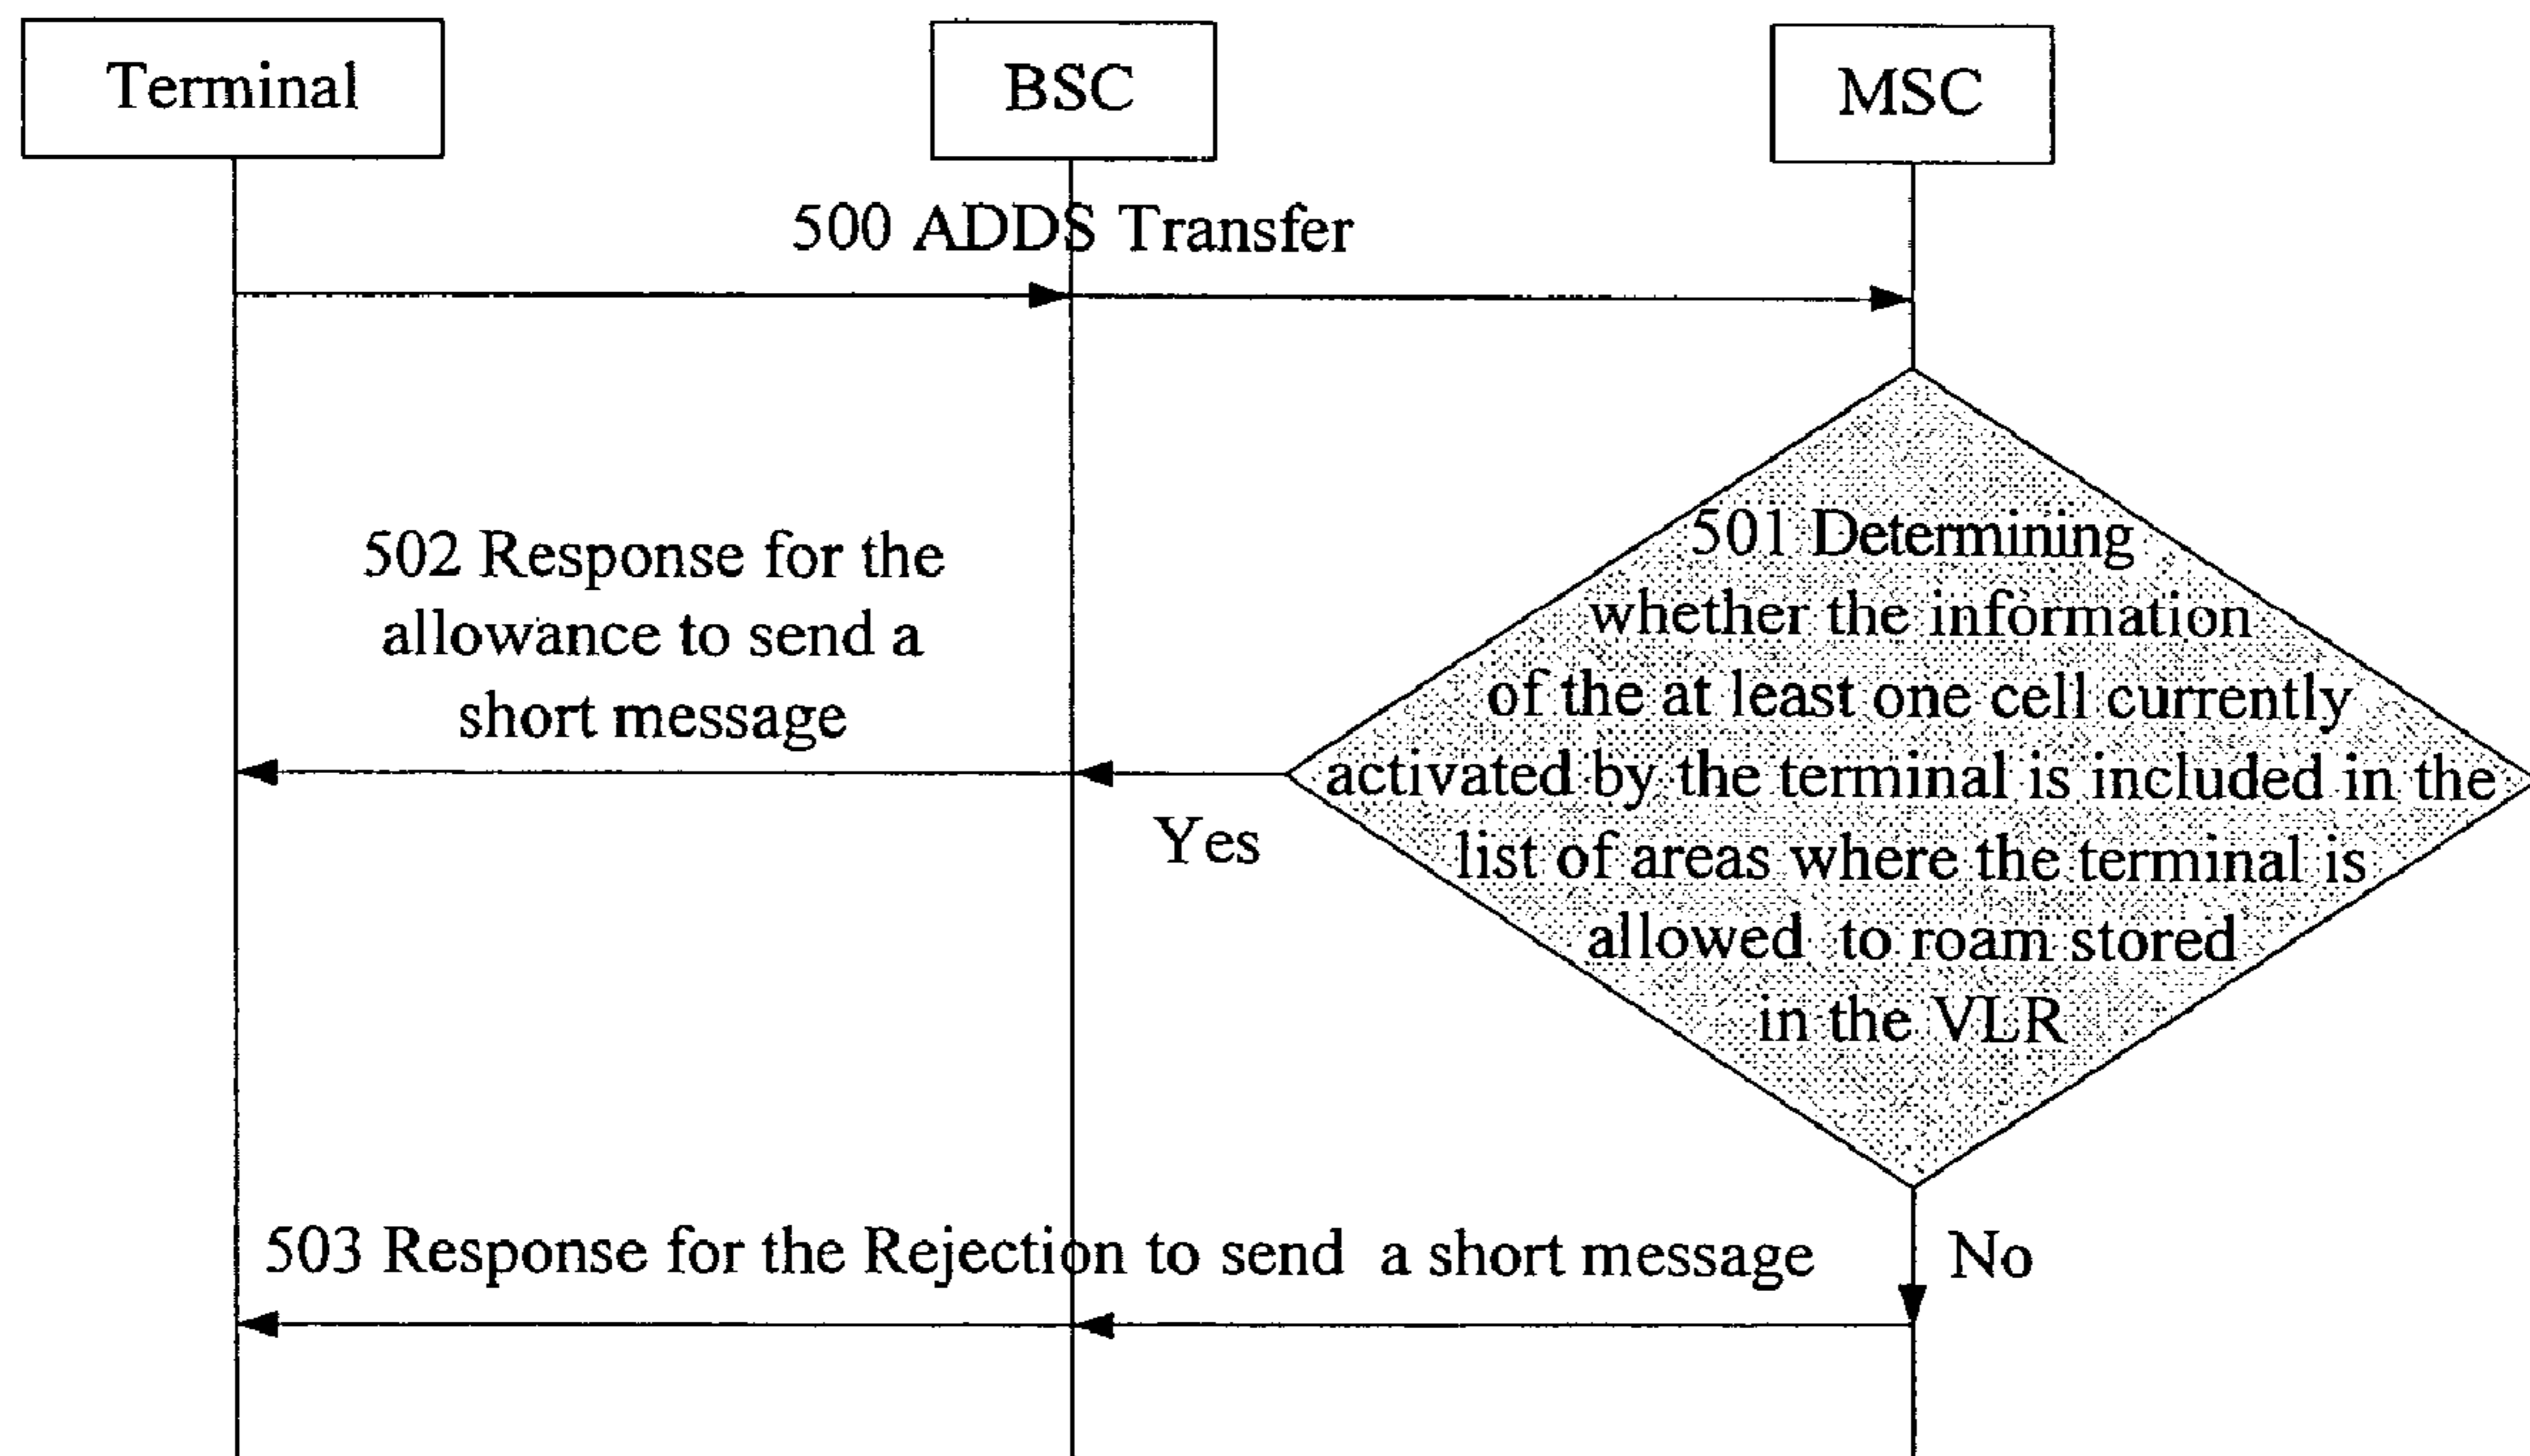 Terminal
BSC
MSC
500 ADDS Transfer
501 Determining
whether the information
of the at least one cell currently
activated by the terminal is included in the
list of areas where the terminal is
allowed to roam stored
in the VLR
502 Response for the
allowance to send a
short message
Yes
503 Response for the Rejection to send a short message
No